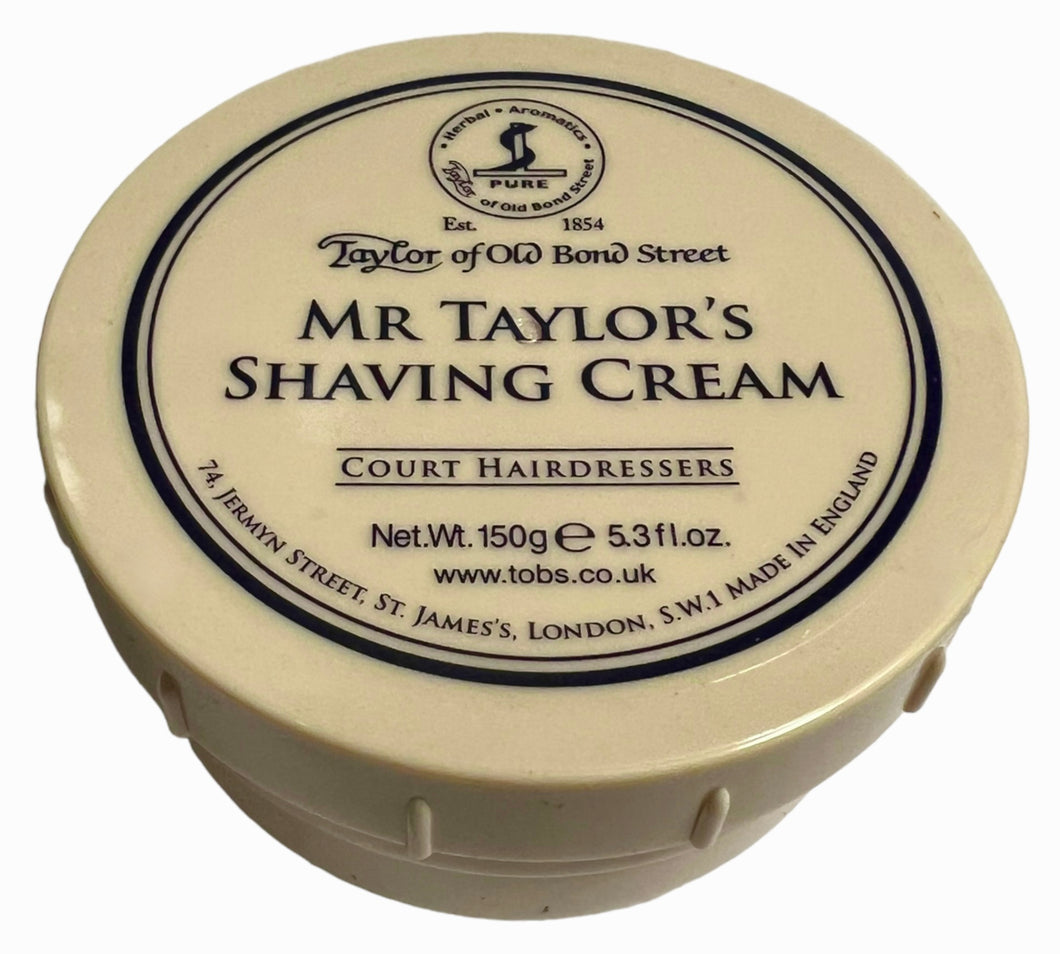 Herbal • Aromatics
PURE
Taylor of Old Bond Street
Est. 1854
Taylor of Old Bond Street
MR TAYLOR'S
SHAVING CREAM
COURT HAIRDRESSERS
Net.Wt. 150g ℮ 5.3fl.oz.
www.tobs.co.uk
74, JERMYN STREET, ST. JAMES'S, LONDON, S.W.1 MADE IN ENGLAND